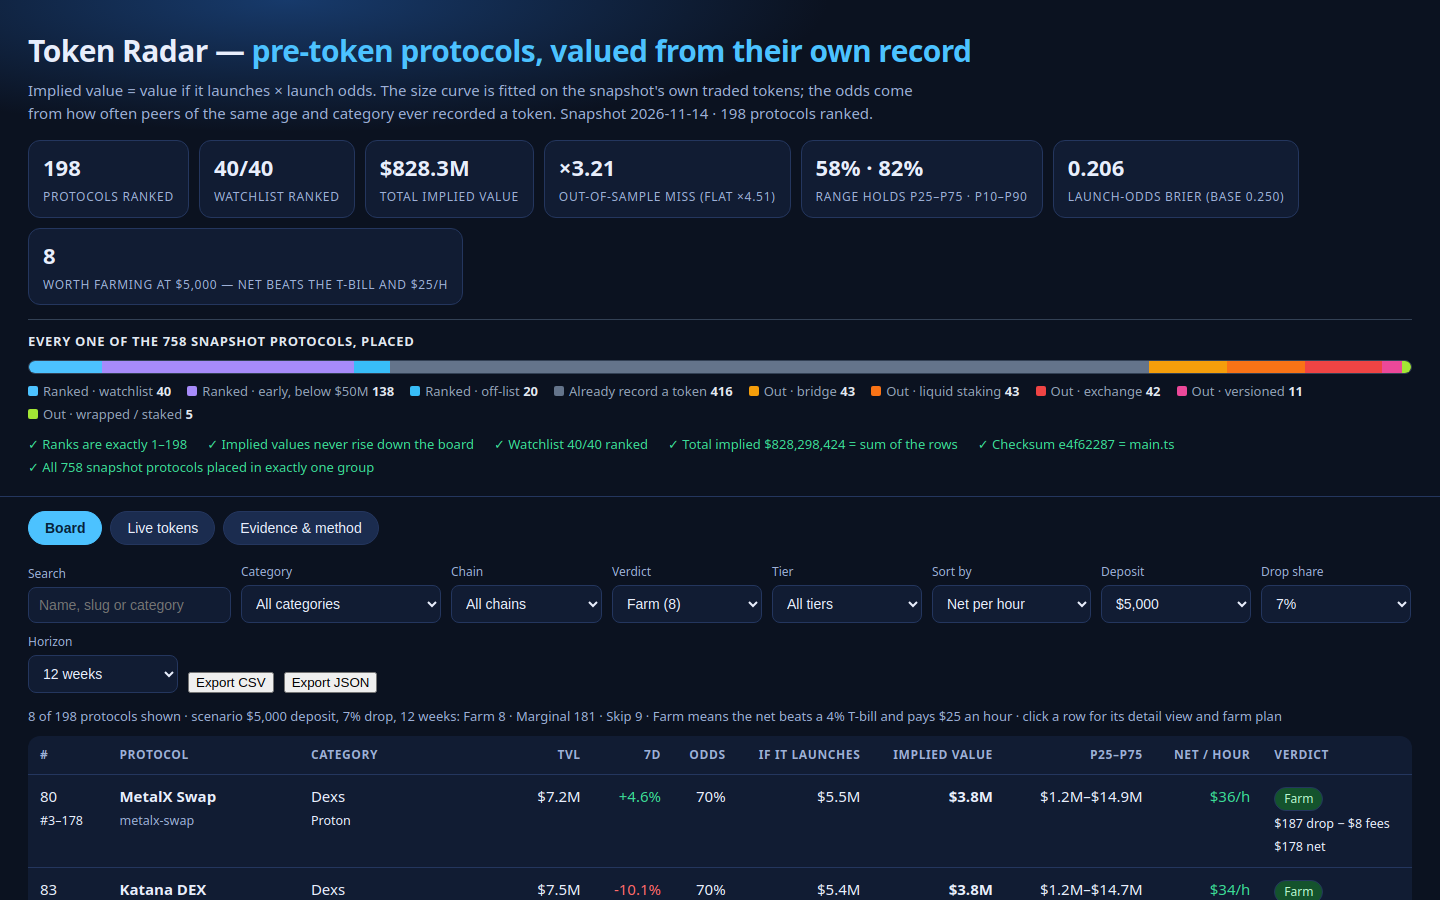 Token Radar — pre-token protocols, valued from their own record
Implied value = value if it launches × launch odds. The size curve is fitted on the snapshot's own traded tokens; the odds come
from how often peers of the same age and category ever recorded a token. Snapshot 2026-11-14 · 198 protocols ranked.
198
PROTOCOLS RANKED
40/40
WATCHLIST RANKED
$828.3M
TOTAL IMPLIED VALUE
×3.21
OUT-OF-SAMPLE MISS (FLAT ×4.51)
58% · 82%
RANGE HOLDS P25–P75 · P10–P90
0.206
LAUNCH-ODDS BRIER (BASE 0.250)
8
WORTH FARMING AT $5,000 — NET BEATS THE T-BILL AND $25/H
EVERY ONE OF THE 758 SNAPSHOT PROTOCOLS, PLACED
Ranked · watchlist 40
Ranked · early, below $50M 138
Ranked · off-list 20
Already record a token 416
Out · bridge 43
Out · liquid staking 43
Out · exchange 42
Out · versioned 11
Out · wrapped / staked 5
✓ Ranks are exactly 1–198
✓ Implied values never rise down the board
✓ Watchlist 40/40 ranked
✓ Total implied $828,298,424 = sum of the rows
✓ Checksum e4f62287 = main.ts
✓ All 758 snapshot protocols placed in exactly one group
Board
Live tokens
Evidence & method
Search
Name, slug or category
Category
All categories
Chain
All chains
Verdict
Farm (8)
Tier
All tiers
Sort by
Net per hour
Deposit
$5,000
Drop share
7%
Horizon
12 weeks
Export CSV
Export JSON
8 of 198 protocols shown · scenario $5,000 deposit, 7% drop, 12 weeks: Farm 8 · Marginal 181 · Skip 9 · Farm means the net beats a 4% T-bill and pays $25 an hour · click a row for its detail view and farm plan
# PROTOCOL CATEGORY TVL 7D ODDS IF IT LAUNCHES IMPLIED VALUE P25–P75 NET / HOUR VERDICT
80 MetalX Swap Dexs $7.2M +4.6% 70% $5.5M $3.8M $1.2M–$14.9M $36/h Farm
#3–178 metalx-swap Proton $187 drop − $8 fees
$178 net
83 Katana DEX Dexs $7.5M -10.1% 70% $5.4M $3.8M $1.2M–$14.7M $34/h Farm